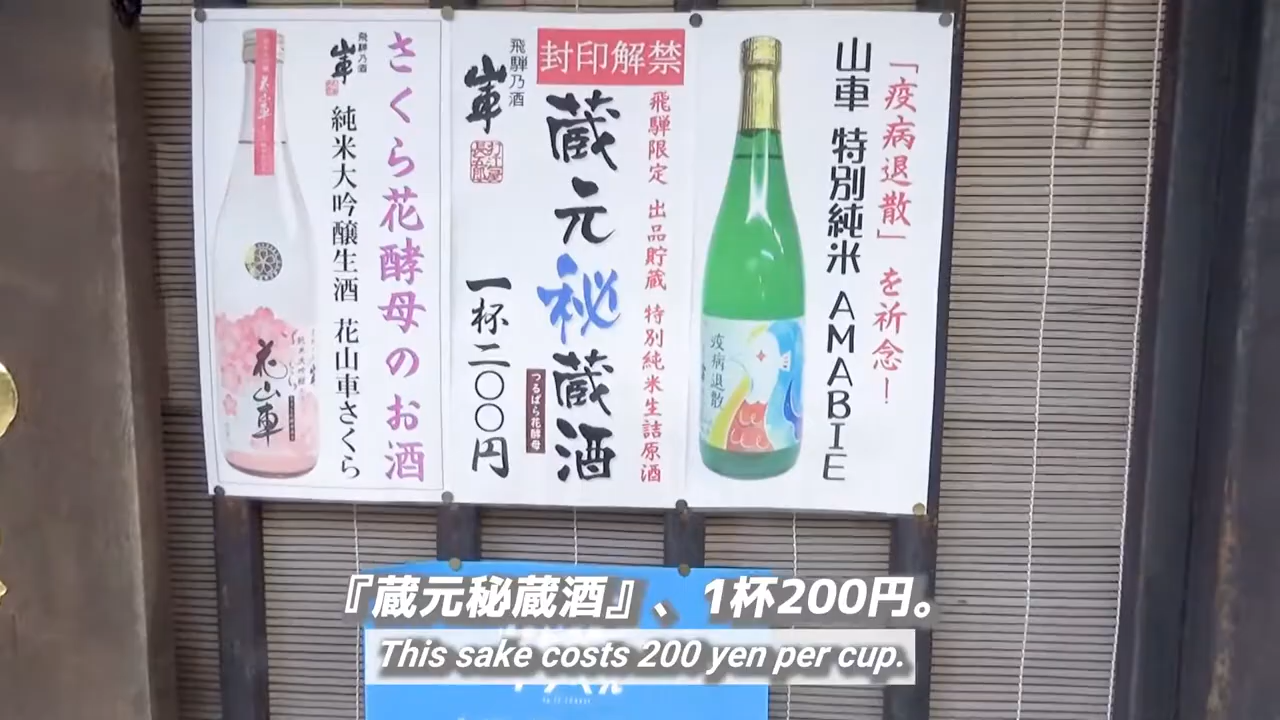 さくら花酵母のお酒
飛騨乃酒
山車
純米大吟醸生酒 花山車さくら
花山車
封印解禁
飛騨限定 出品貯蔵 特別純米生詰原酒
蔵元秘蔵酒
つるばら花酵母
飛騨乃酒
山車
一杯二〇〇円
「疫病退散」を祈念!
山車 特別純米 AMABIE
疫病退散
『蔵元秘蔵酒』、1杯200円。
This sake costs 200 yen per cup.